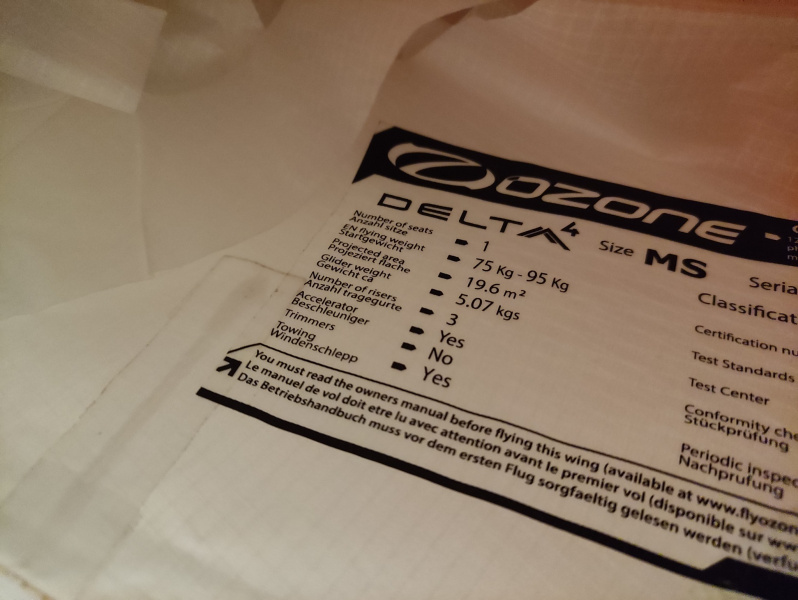 OZONE
DELTA 4 Size MS
Number of seats
Anzahl sitze 1
EN flying weight
Startgewicht 75 Kg - 95 Kg
Projected area
Projeziert flache 19.6 m²
Glider weight
Gewicht ca 5.07 kgs
Number of risers
Anzahl tragegurte 3
Accelerator
Beschleuniger Yes
Trimmers No
Towing
Windenschlepp Yes
You must read the owners manual before flying this wing (available at www.flyozon
Le manuel de vol doit etre lu avec attention avant le premier vol (disponible sur www
Das Betriebshandbuch muss vor dem ersten Flug sorgfaeltig gelesen werden (verfu
Seria
Classificat
Certification nu
Test Standards
Test Center
Conformity che
Stückprüfung
Periodic inspec
Nachprufung